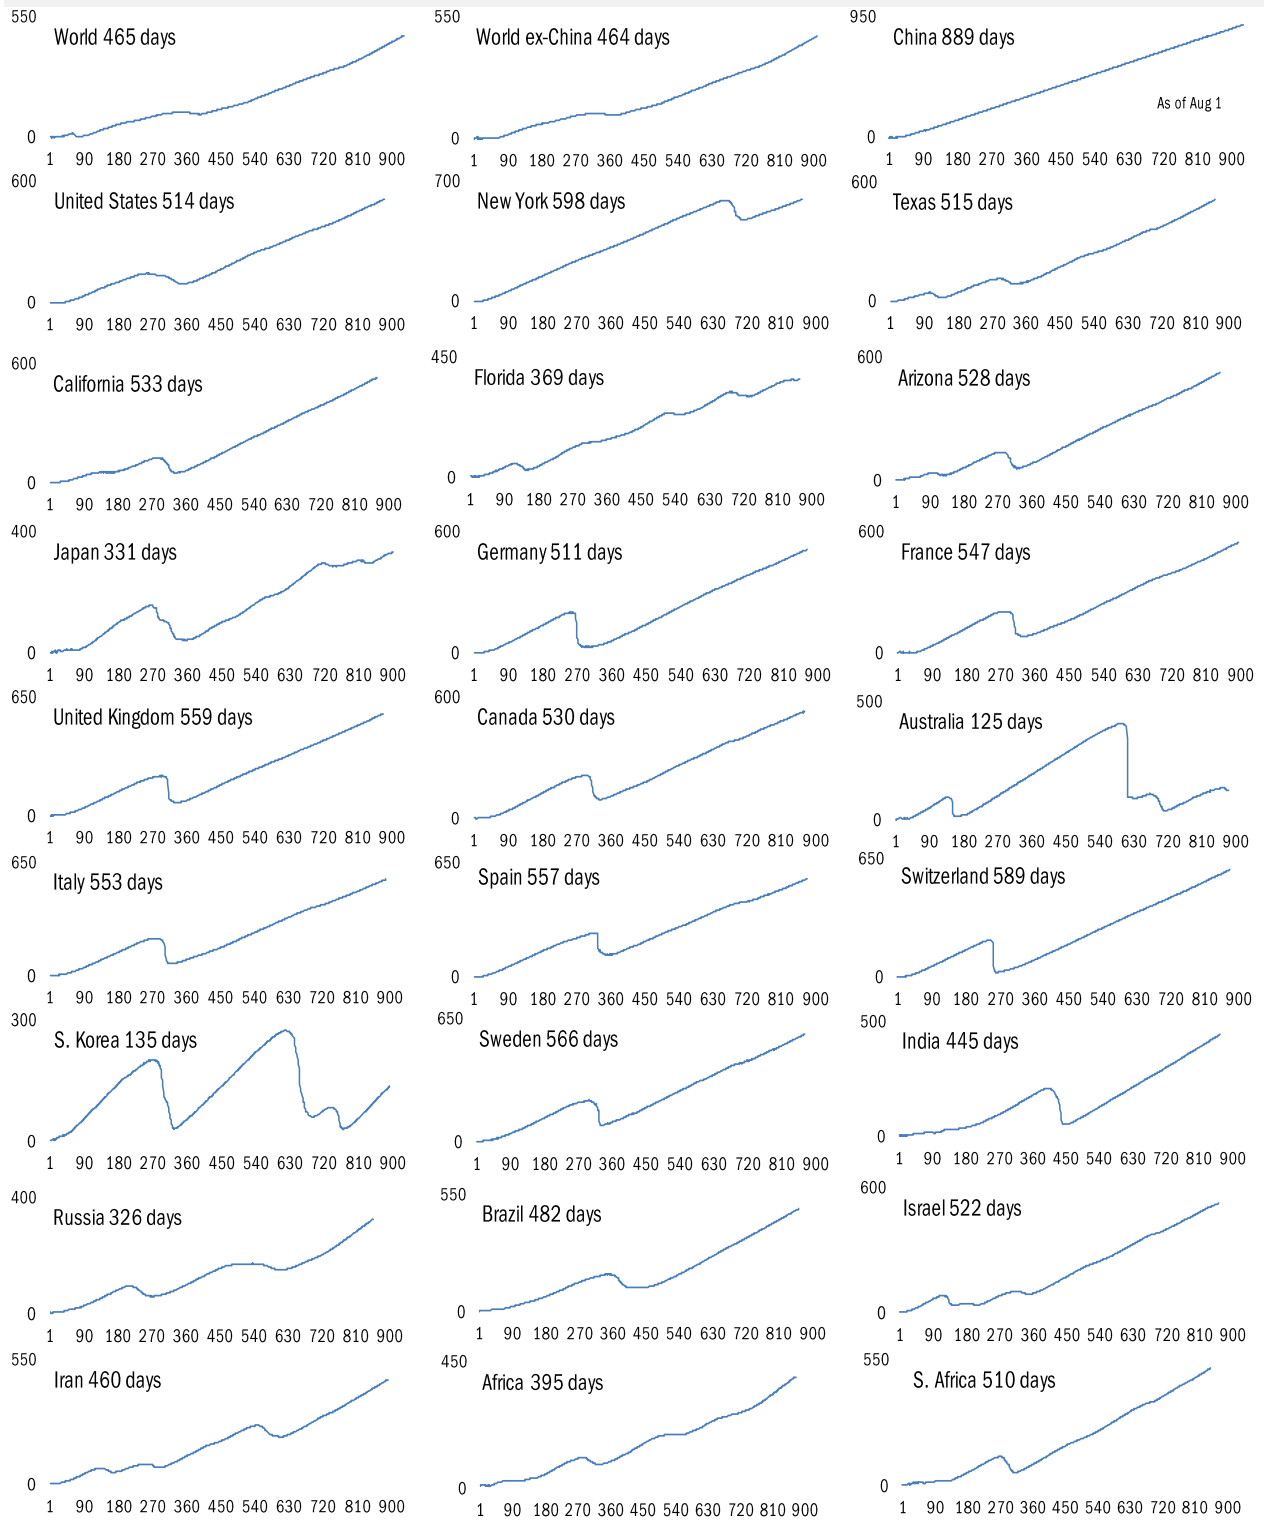 550 550 950
World 465 days World ex-China 464 days China 889 days
As of Aug 1
0 0 0
1 90 180 270 360 450 540 630 720 810 900 1 90 180 270 360 450 540 630 720 810 900 1 90 180 270 360 450 540 630 720 810 900
600 700 600
United States 514 days New York 598 days Texas 515 days
0 0 0
1 90 180 270 360 450 540 630 720 810 900 1 90 180 270 360 450 540 630 720 810 900 1 90 180 270 360 450 540 630 720 810 900
600 450 600
California 533 days Florida 369 days Arizona 528 days
0 0 0
1 90 180 270 360 450 540 630 720 810 900 1 90 180 270 360 450 540 630 720 810 900 1 90 180 270 360 450 540 630 720 810 900
400 600 600
Japan 331 days Germany 511 days France 547 days
0 0 0
1 90 180 270 360 450 540 630 720 810 900 1 90 180 270 360 450 540 630 720 810 900 1 90 180 270 360 450 540 630 720 810 900
650 600 500
United Kingdom 559 days Canada 530 days Australia 125 days
0 0 0
1 90 180 270 360 450 540 630 720 810 900 1 90 180 270 360 450 540 630 720 810 900 1 90 180 270 360 450 540 630 720 810 900
650 650 650
Italy 553 days Spain 557 days Switzerland 589 days
0 0 0
1 90 180 270 360 450 540 630 720 810 900 1 90 180 270 360 450 540 630 720 810 900 1 90 180 270 360 450 540 630 720 810 900
300 650 500
S. Korea 135 days Sweden 566 days India 445 days
0 0 0
1 90 180 270 360 450 540 630 720 810 900 1 90 180 270 360 450 540 630 720 810 900 1 90 180 270 360 450 540 630 720 810 900
400 550 600
Russia 326 days Brazil 482 days Israel 522 days
0 0 0
1 90 180 270 360 450 540 630 720 810 900 1 90 180 270 360 450 540 630 720 810 900 1 90 180 270 360 450 540 630 720 810 900
550 450 550
Iran 460 days Africa 395 days S. Africa 510 days
0 0 0
1 90 180 270 360 450 540 630 720 810 900 1 90 180 270 360 450 540 630 720 810 900 1 90 180 270 360 450 540 630 720 810 900